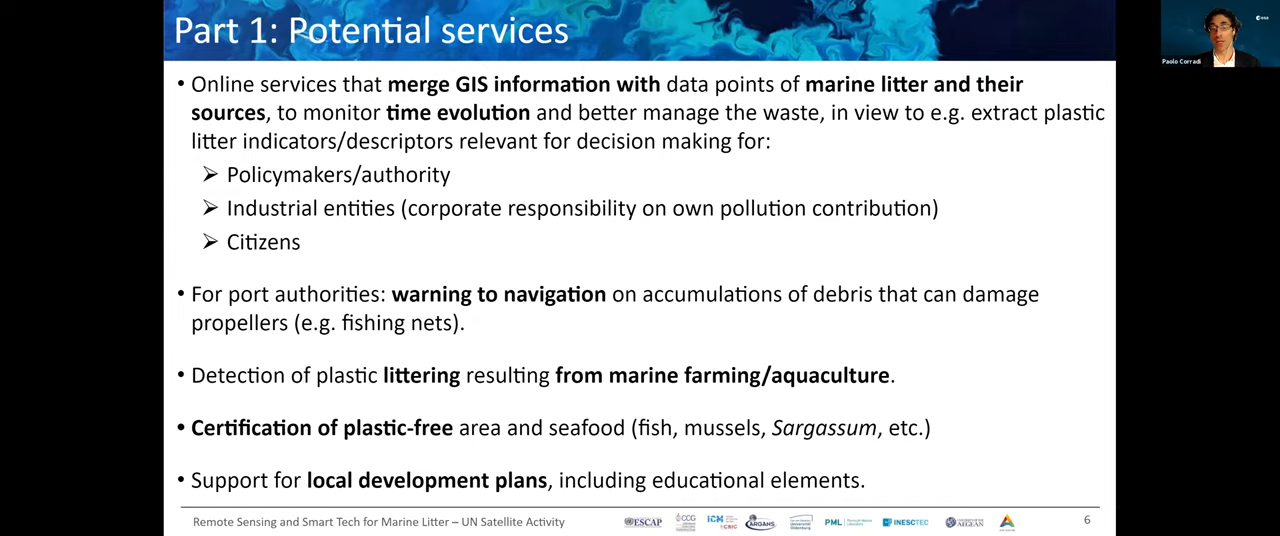 Part 1: Potential services
Paolo Corradi
• Online services that merge GIS information with data points of marine litter and their
sources, to monitor time evolution and better manage the waste, in view to e.g. extract plastic
litter indicators/descriptors relevant for decision making for:
➢ Policymakers/authority
➢ Industrial entities (corporate responsibility on own pollution contribution)
➢ Citizens
• For port authorities: warning to navigation on accumulations of debris that can damage
propellers (e.g. fishing nets).
• Detection of plastic littering resulting from marine farming/aquaculture.
• Certification of plastic-free area and seafood (fish, mussels, Sargassum, etc.)
• Support for local development plans, including educational elements.
Remote Sensing and Smart Tech for Marine Litter – UN Satellite Activity
ESCAP
CCG
ICM
CSIC
ARGANS
PML
INESCTEC
AEGEAN
6